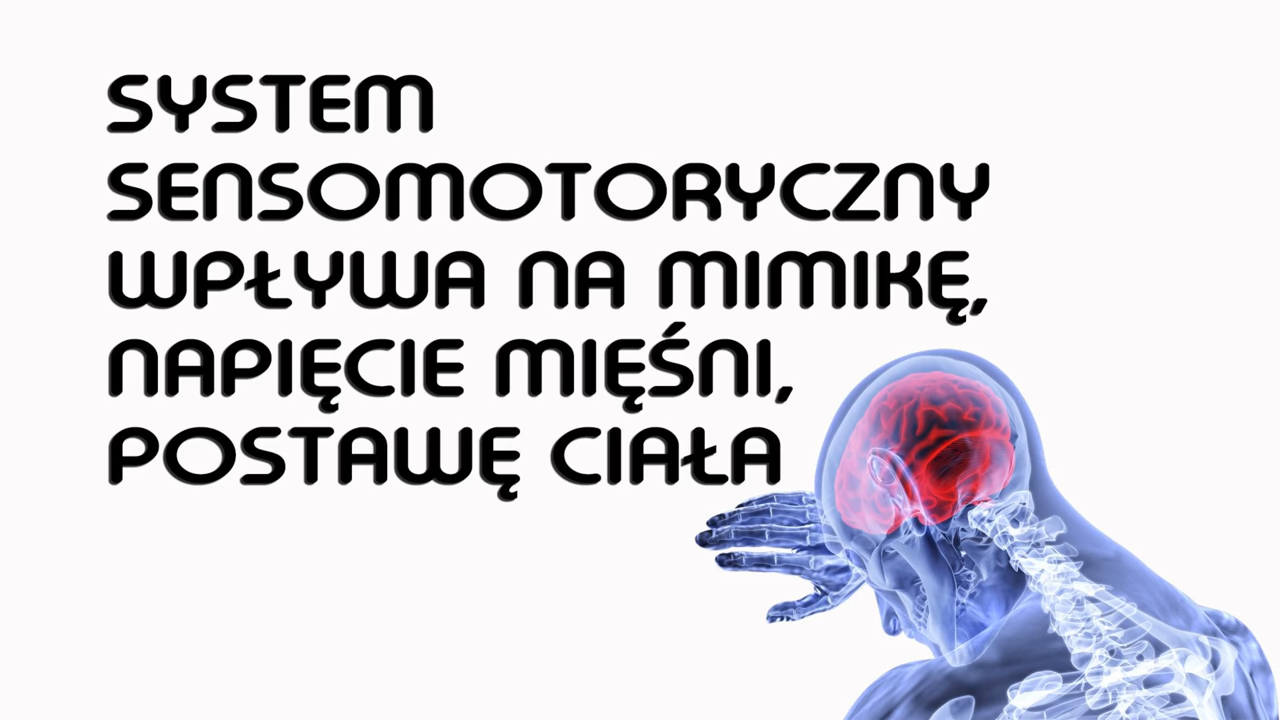 SYSTEM
SENSOMOTORYCZNY
WPŁYWA NA MIMIKĘ,
NAPIĘCIE MIĘŚNI,
POSTAWĘ CIAŁA